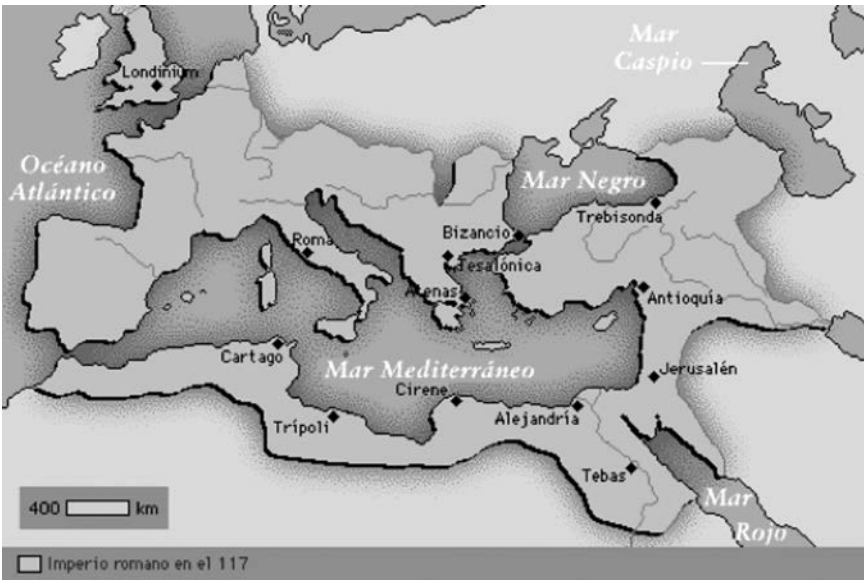 Mar
Caspio
Londinium
Océano
Atlántico
Mar Negro
Trebisonda
Bizancio
Roma
Tesalónica
Atenas
Antioquía
Cartago
Mar Mediterráneo
Jerusalén
Cirene
Trípoli
Alejandría
Tebas
Mar
Rojo
400 km
Imperio romano en el 117